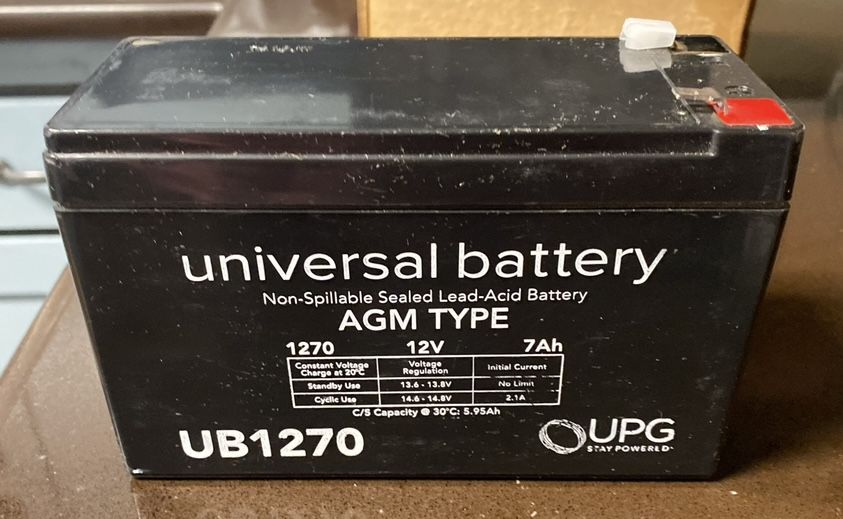 universal battery
Non-Spillable Sealed Lead-Acid Battery
AGM TYPE
1270 12V 7Ah
Constant Voltage Charge at 20°C Voltage Regulation Initial Current
Standby Use 13.6 - 13.8V No Limit
Cyclic Use 14.6 - 14.8V 2.1A
C/5 Capacity @ 30°C: 5.95Ah
UB1270
UPG
STAY POWERED